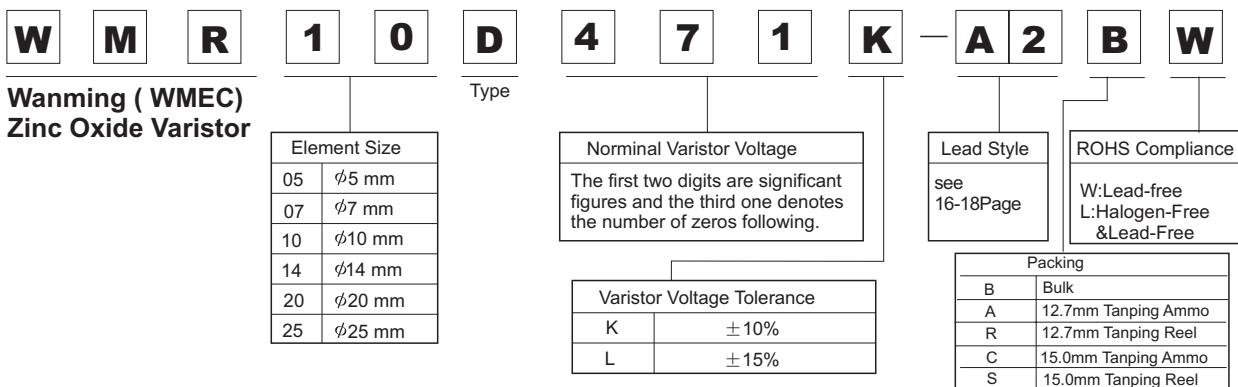 W M R 1 0 D 4 7 1 K — A 2 B W
Wanming ( WMEC)
Zinc Oxide Varistor
Type
Element Size
05 ϕ5 mm
07 ϕ7 mm
10 ϕ10 mm
14 ϕ14 mm
20 ϕ20 mm
25 ϕ25 mm
Norminal Varistor Voltage
The first two digits are significant
figures and the third one denotes
the number of zeros following.
Varistor Voltage Tolerance
K ±10%
L ±15%
Lead Style
see
16-18Page
ROHS Compliance
W:Lead-free
L:Halogen-Free
&Lead-Free
Packing
B Bulk
A 12.7mm Tanping Ammo
R 12.7mm Tanping Reel
C 15.0mm Tanping Ammo
S 15.0mm Tanping Reel